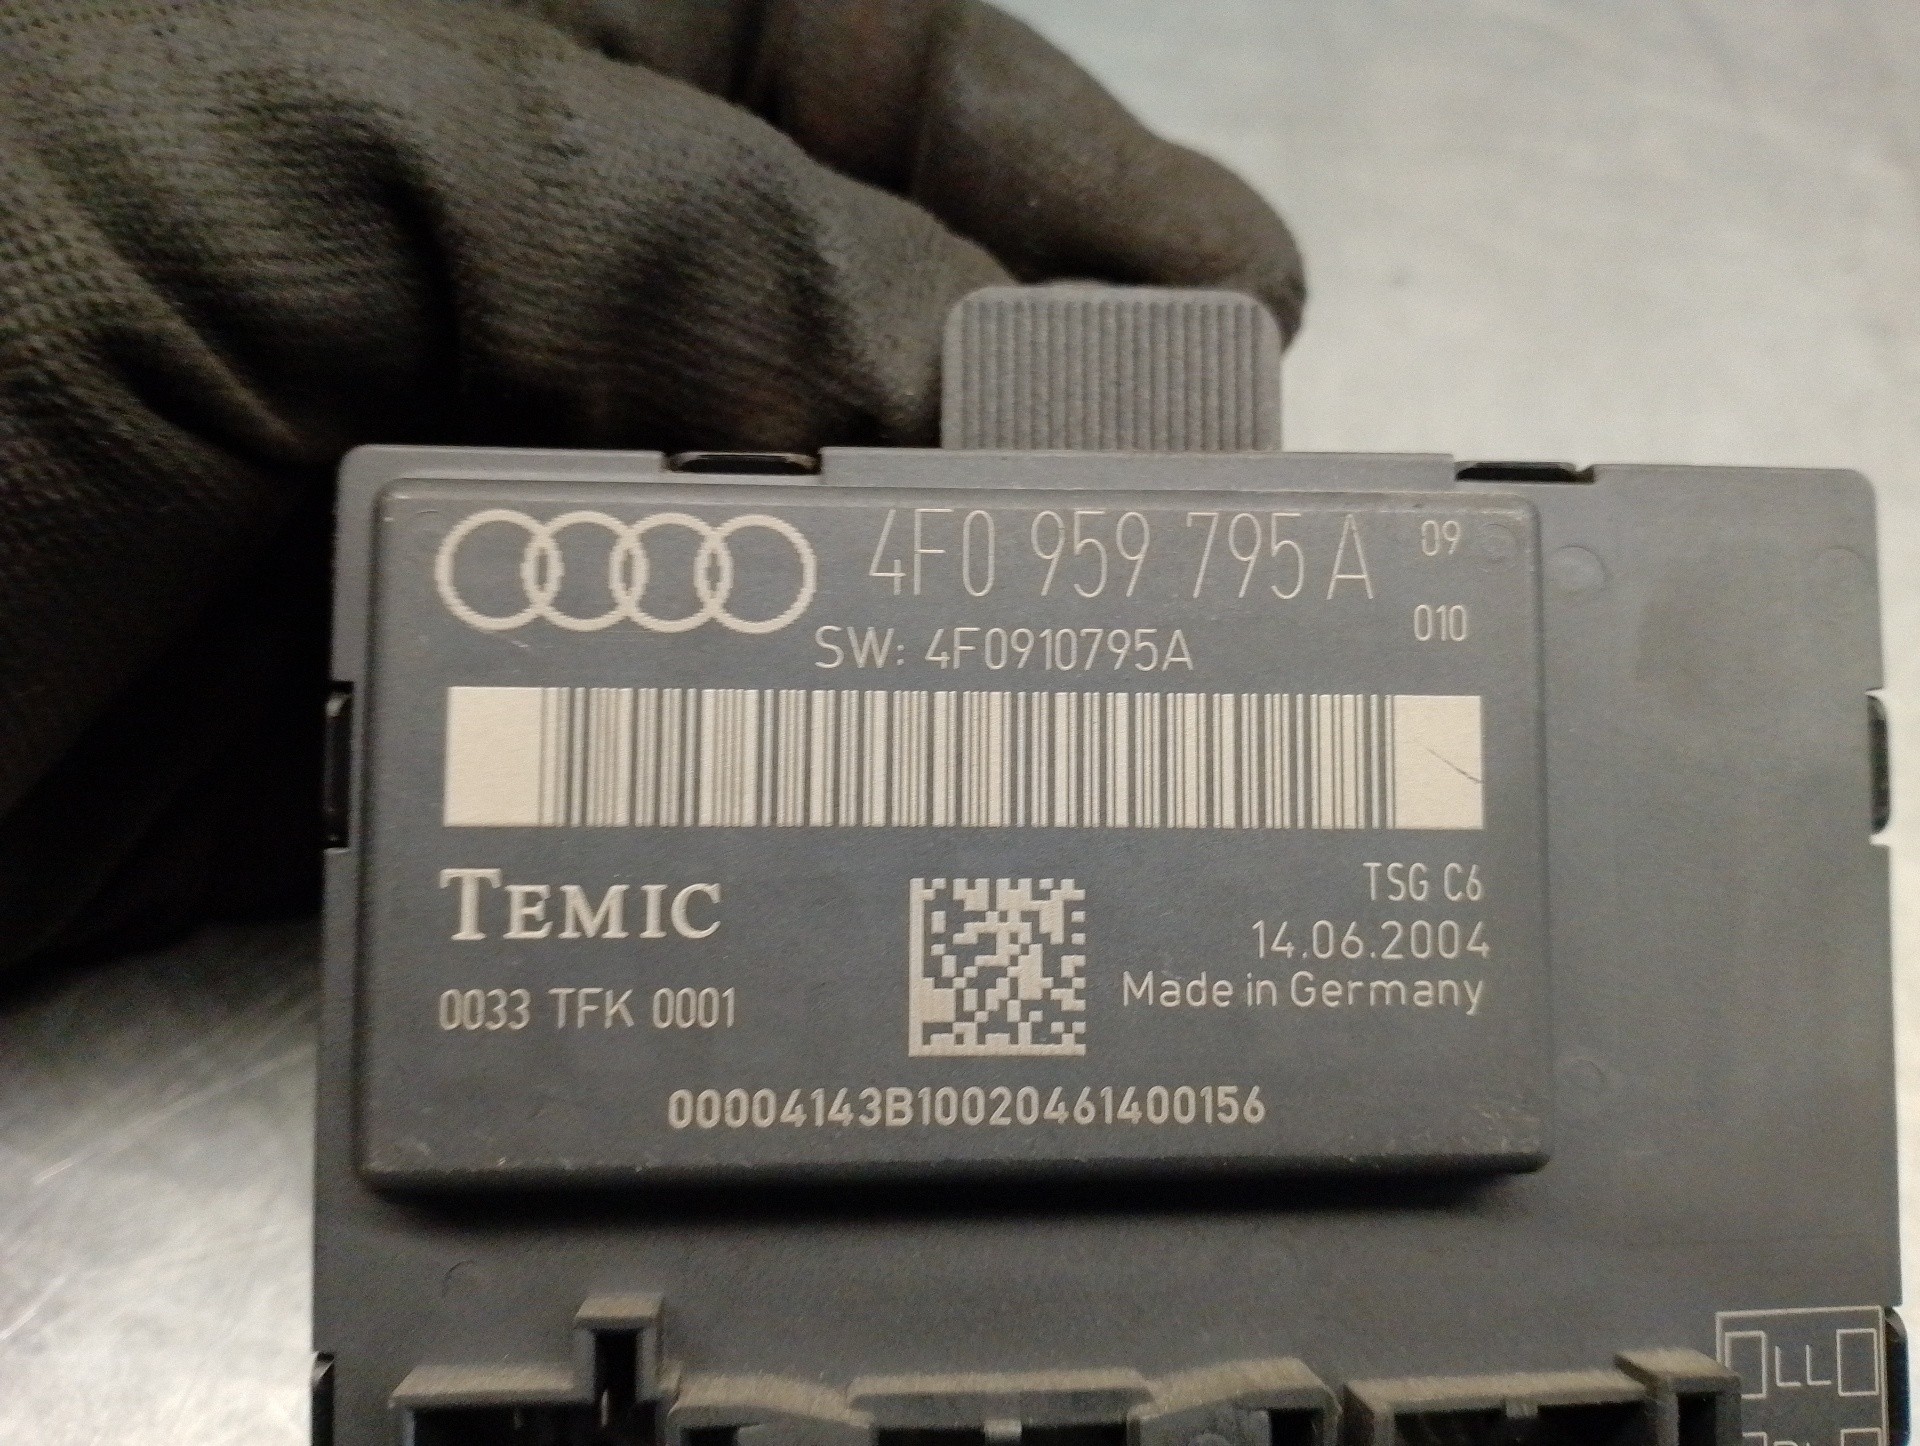 4F0 959 795 A 09
010
SW: 4F0910795A
TEMIC
TSG C6
14.06.2004
Made in Germany
0033 TFK 0001
00004143B10020461400156
LL